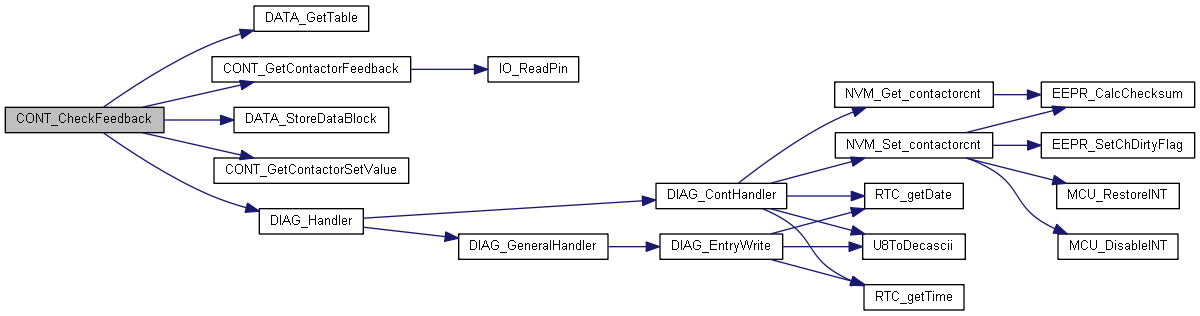 DATA_GetTable
CONT_GetContactorFeedback
IO_ReadPin
NVM_Get_contactorcnt
EEPR_CalcChecksum
CONT_CheckFeedback
DATA_StoreDataBlock
NVM_Set_contactorcnt
EEPR_SetChDirtyFlag
CONT_GetContactorSetValue
DIAG_ContHandler
RTC_getDate
MCU_RestoreINT
DIAG_Handler
DIAG_GeneralHandler
DIAG_EntryWrite
U8ToDecascii
MCU_DisableINT
RTC_getTime